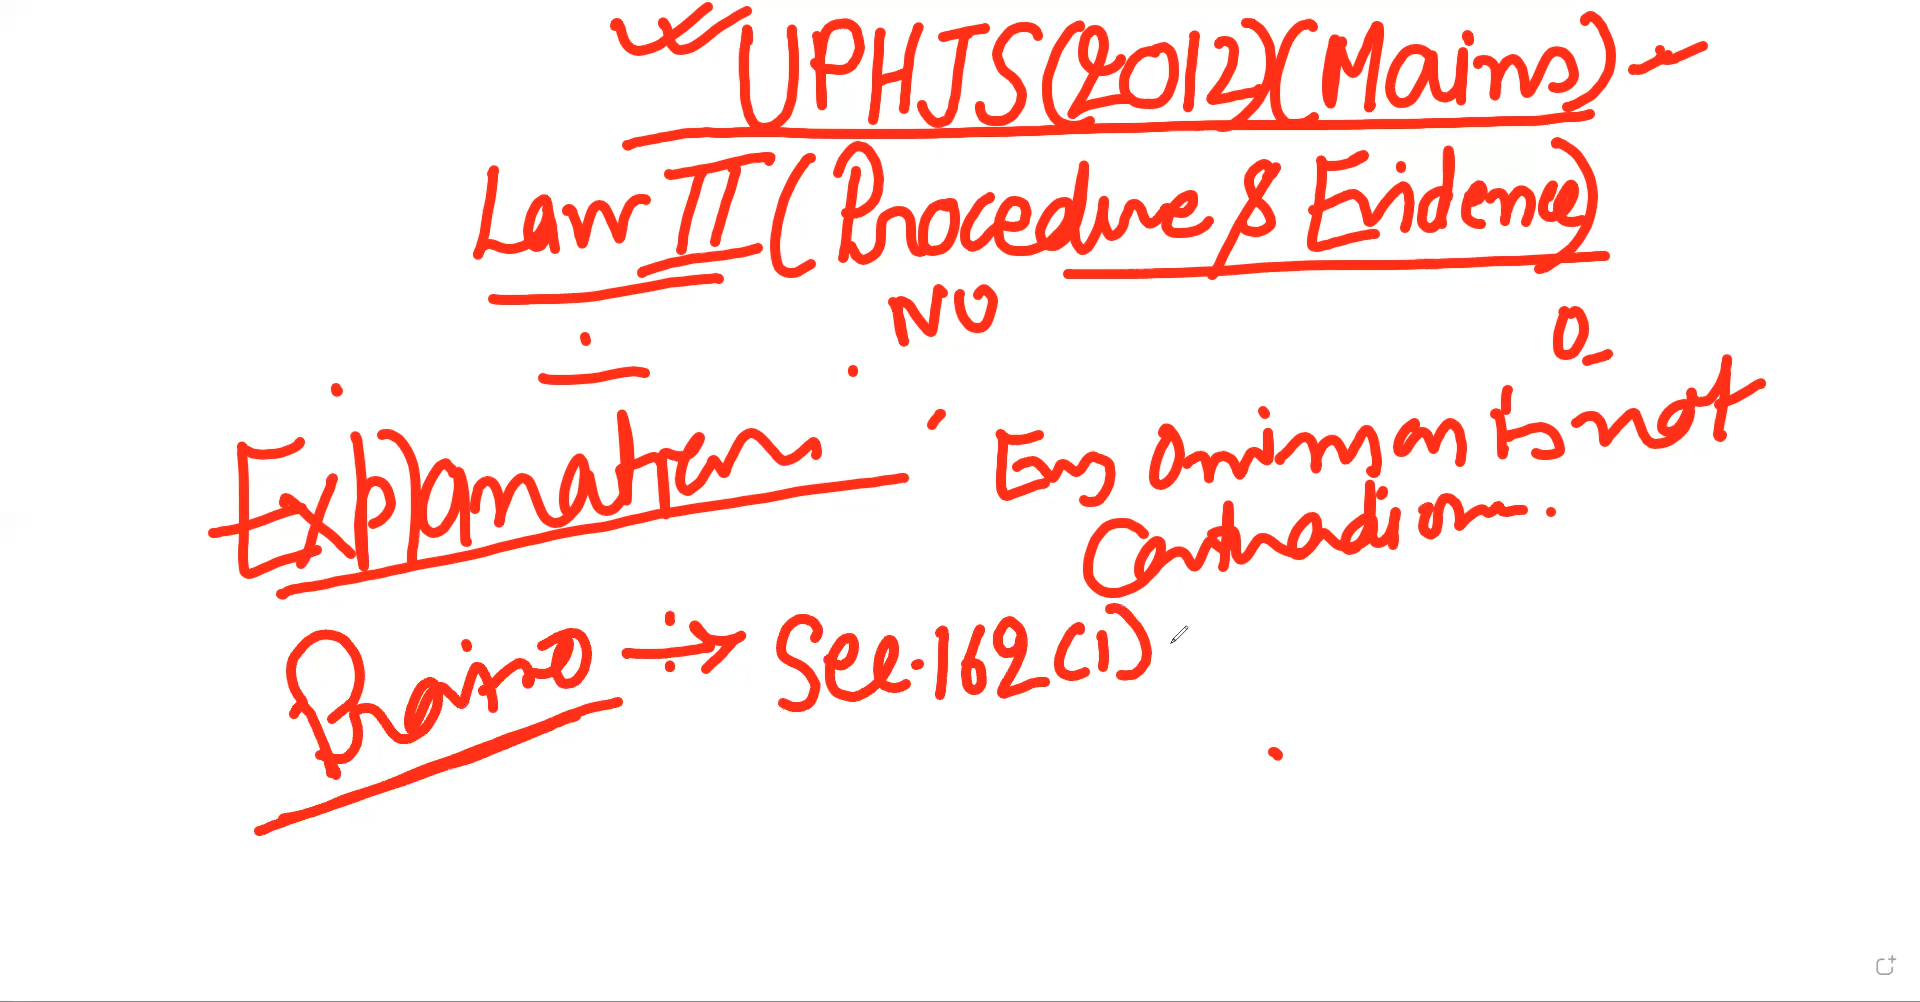 UPHJS(2012)(Mains)
Law II (Procedure & Evidence)
NO
O
Explanation
Every omission is not
Contradiction.
Proviso → Sec.162(1)